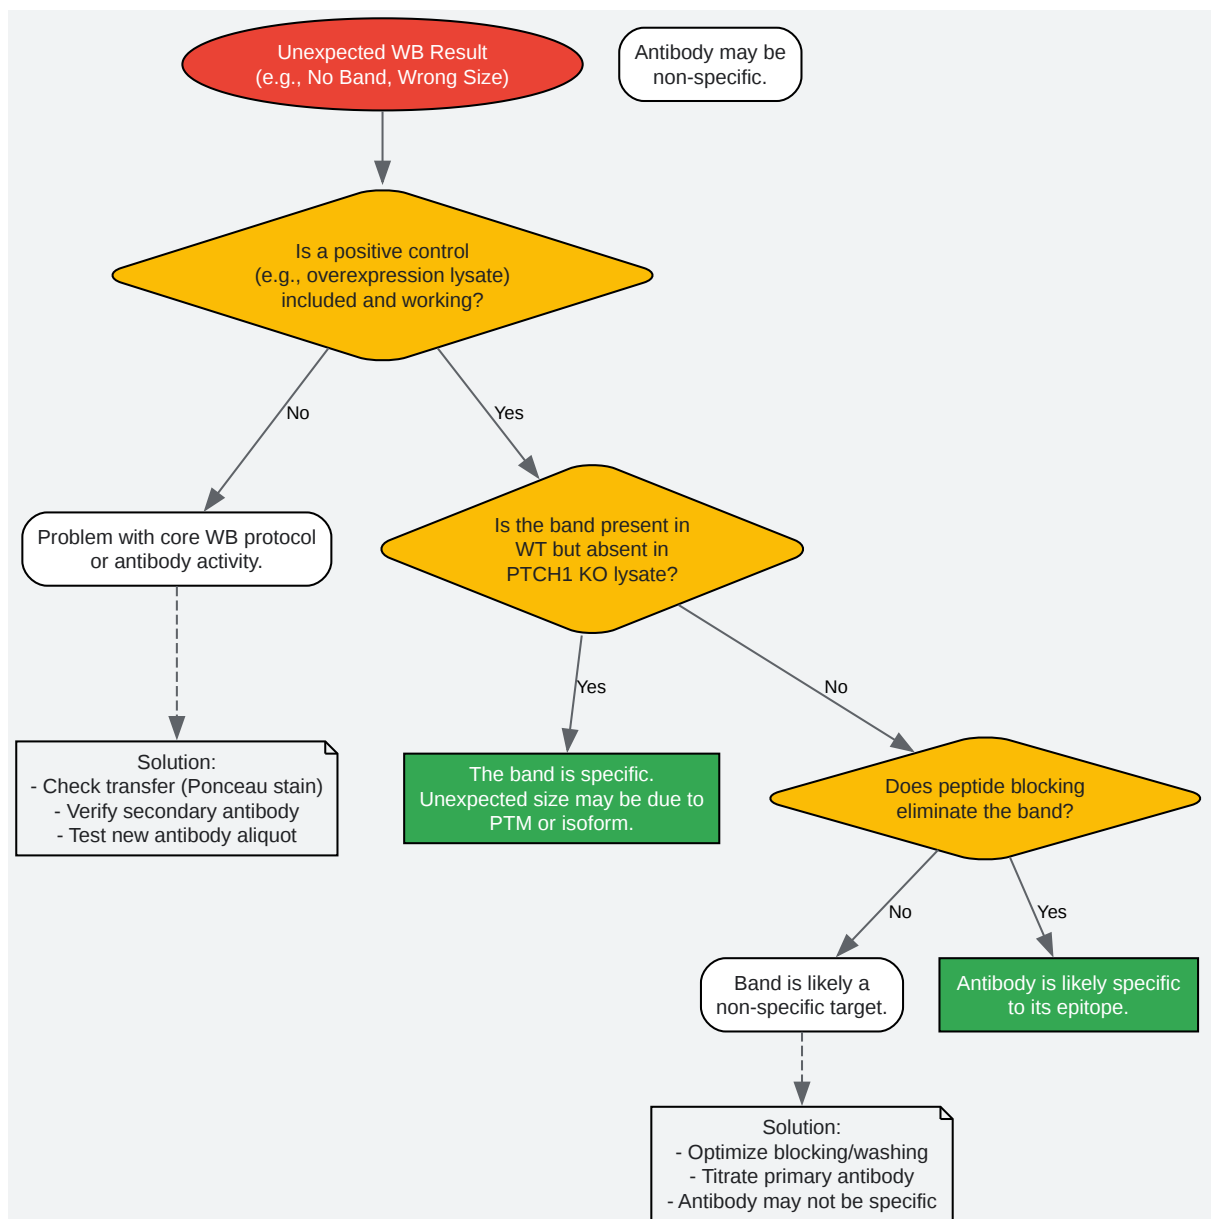 Unexpected WB Result
(e.g., No Band, Wrong Size)
Antibody may be
non-specific.
Is a positive control
(e.g., overexpression lysate)
included and working?
No
Yes
Problem with core WB protocol
or antibody activity.
Is the band present in
WT but absent in
PTCH1 KO lysate?
Yes
No
Solution:
- Check transfer (Ponceau stain)
- Verify secondary antibody
- Test new antibody aliquot
The band is specific.
Unexpected size may be due to
PTM or isoform.
Does peptide blocking
eliminate the band?
No
Yes
Band is likely a
non-specific target.
Antibody is likely specific
to its epitope.
Solution:
- Optimize blocking/washing
- Titrate primary antibody
- Antibody may not be specific